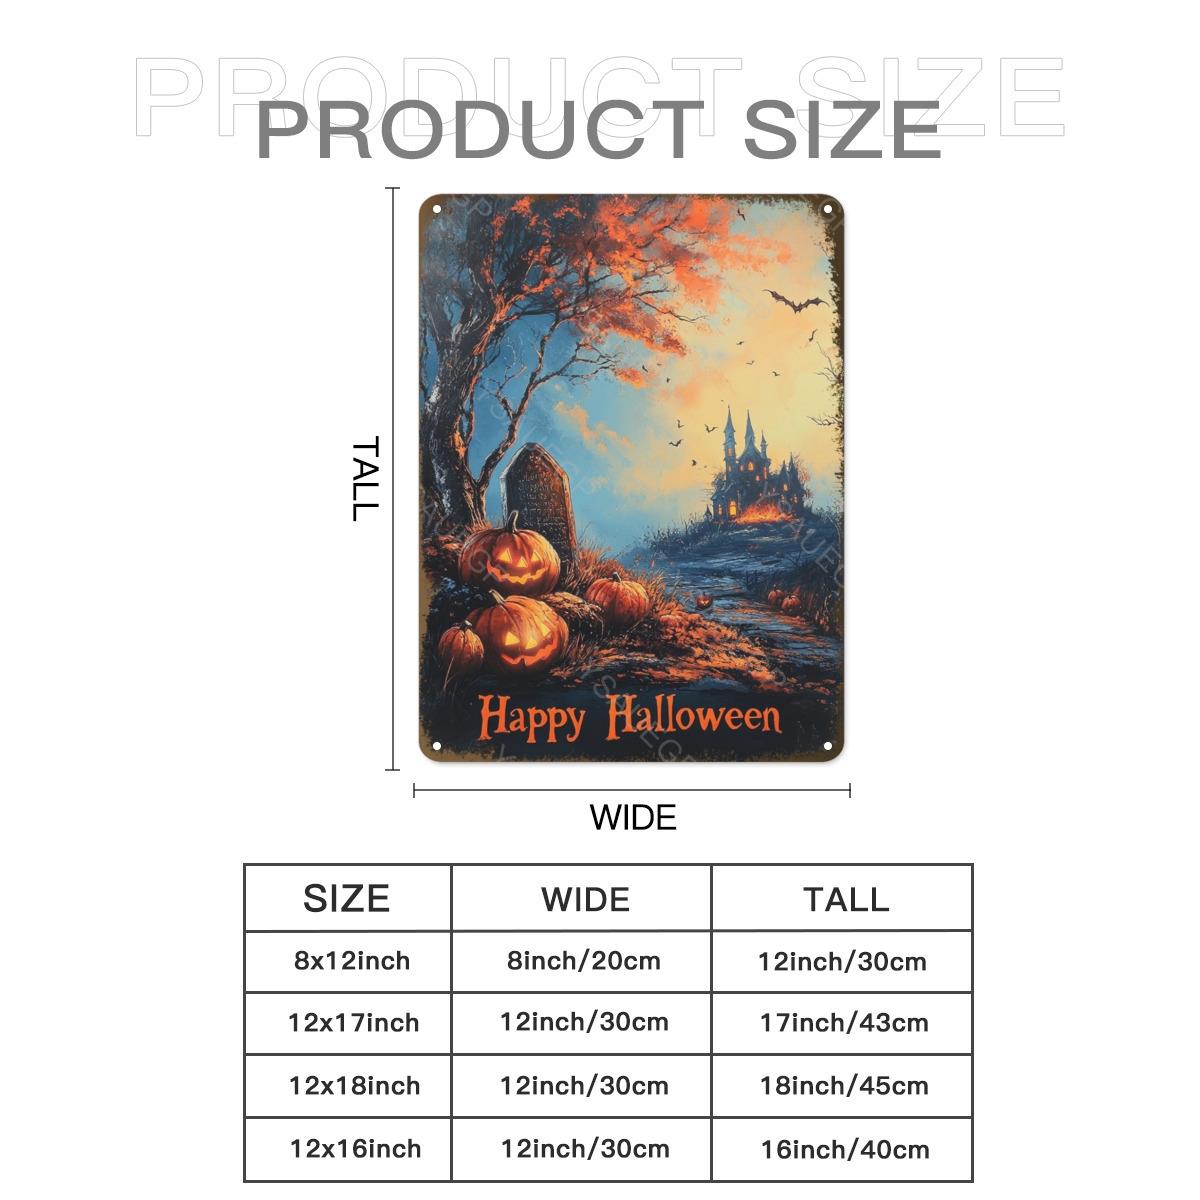 PRODUCT SIZE
PRODUCT SIZE
TALL
Happy Halloween
WIDE
SIZE WIDE TALL
8x12inch 8inch/20cm 12inch/30cm
12x17inch 12inch/30cm 17inch/43cm
12x18inch 12inch/30cm 18inch/45cm
12x16inch 12inch/30cm 16inch/40cm